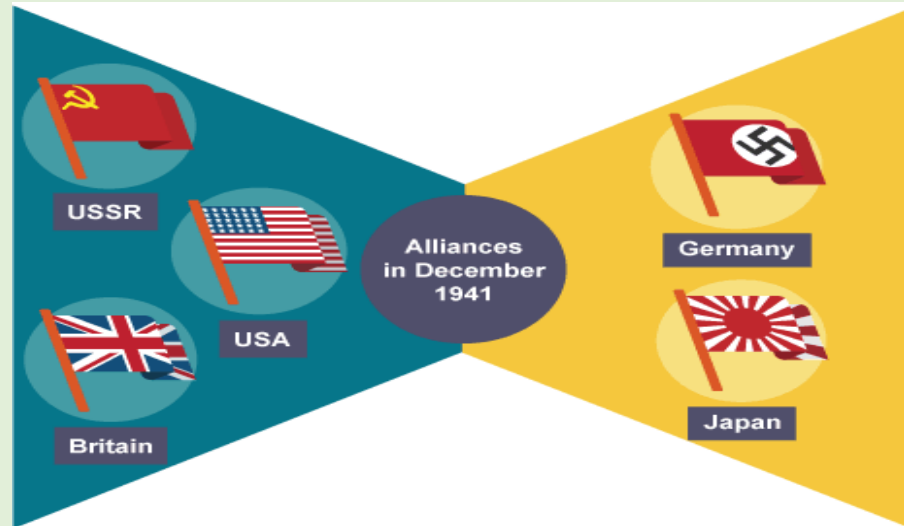 USSR
USA
Britain
Alliances
in December
1941
Germany
Japan